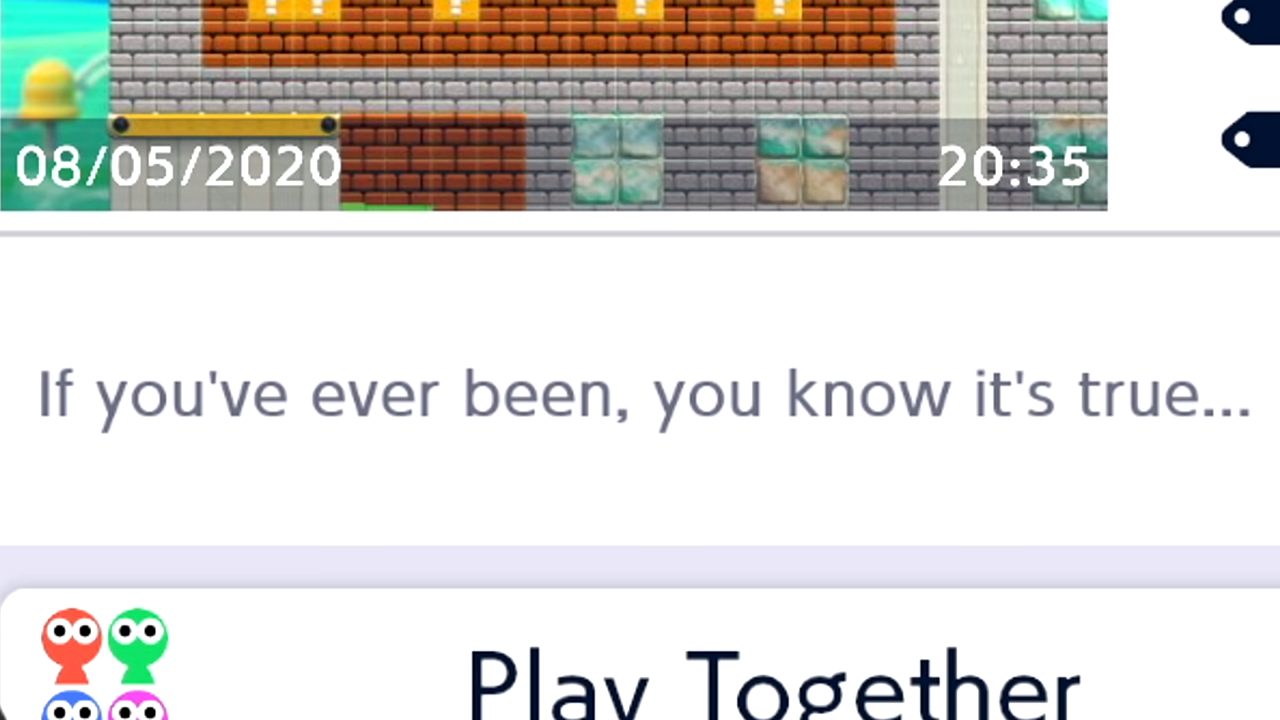 08/05/2020 20:35
If you've ever been, you know it's true...
Play Together